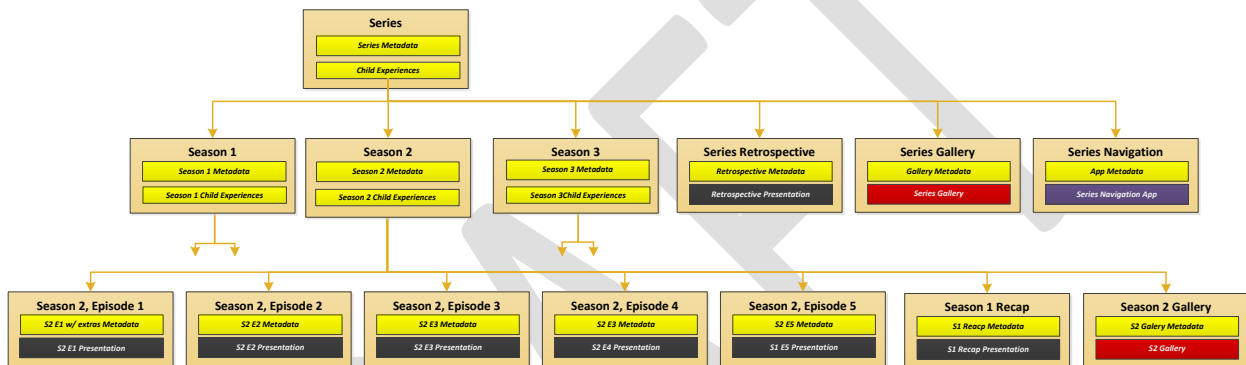 Series
Series Metadata
Child Experiences
Season 1
Season 1 Metadata
Season 1 Child Experiences
Season 2
Season 2 Metadata
Season 2 Child Experiences
Season 3
Season 3 Metadata
Season 3Child Experiences
Series Retrospective
Retrospective Metadata
Retrospective Presentation
Series Gallery
Gallery Metadata
Series Gallery
Series Navigation
App Metadata
Series Navigation App
Season 2, Episode 1
S2 E1 w/ extras Metadata
S2 E1 Presentation
Season 2, Episode 2
S2 E2 Metadata
S2 E2 Presentation
Season 2, Episode 3
S2 E3 Metadata
S2 E3 Presentation
Season 2, Episode 4
S2 E3 Metadata
S2 E4 Presentation
Season 2, Episode 5
S2 E5 Metadata
S1 E5 Presentation
Season 1 Recap
S1 Reacp Metadata
S1 Recap Presentation
Season 2 Gallery
S2 Galery Metadata
S2 Gallery